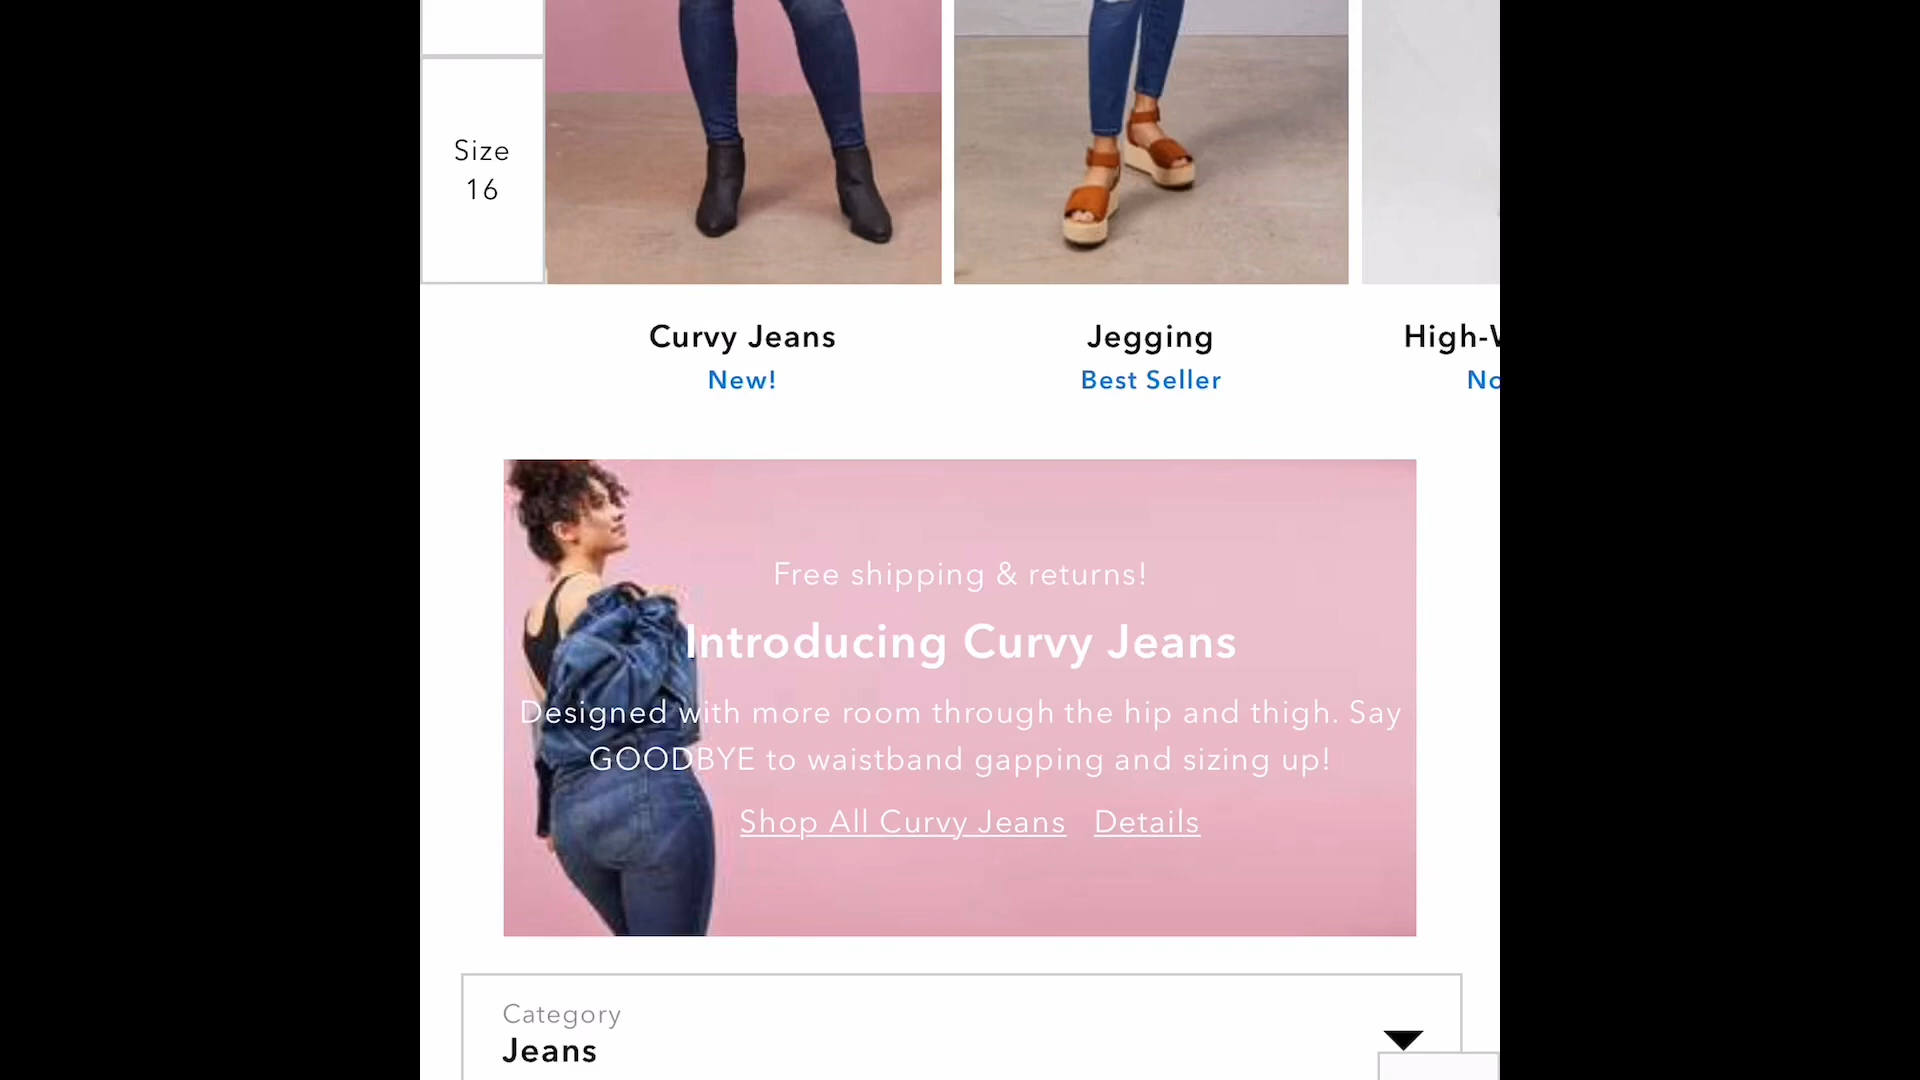 Size
16
Curvy Jeans
New!
Jegging
Best Seller
High-
Free shipping & returns!
Introducing Curvy Jeans
Designed with more room through the hip and thigh. Say
GOODBYE to waistband gapping and sizing up!
Shop All Curvy Jeans Details
Category
Jeans